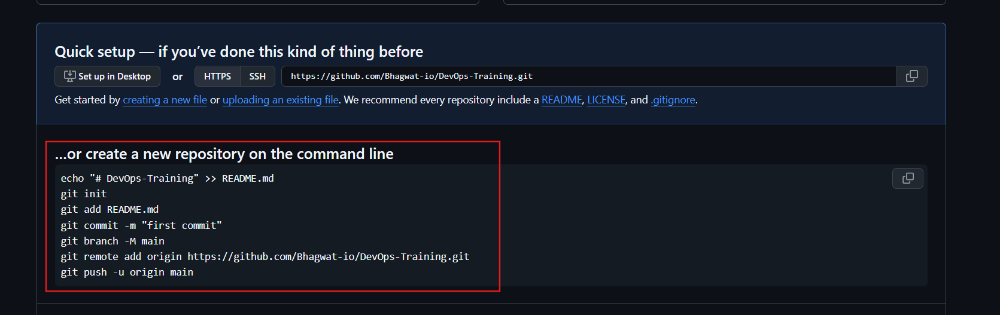 Quick setup — if you’ve done this kind of thing before
Set up in Desktop or HTTPS SSH https://github.com/Bhagwat-io/DevOps-Training.git
Get started by creating a new file or uploading an existing file. We recommend every repository include a README, LICENSE, and .gitignore.
…or create a new repository on the command line
echo "# DevOps-Training" >> README.md
git init
git add README.md
git commit -m "first commit"
git branch -M main
git remote add origin https://github.com/Bhagwat-io/DevOps-Training.git
git push -u origin main